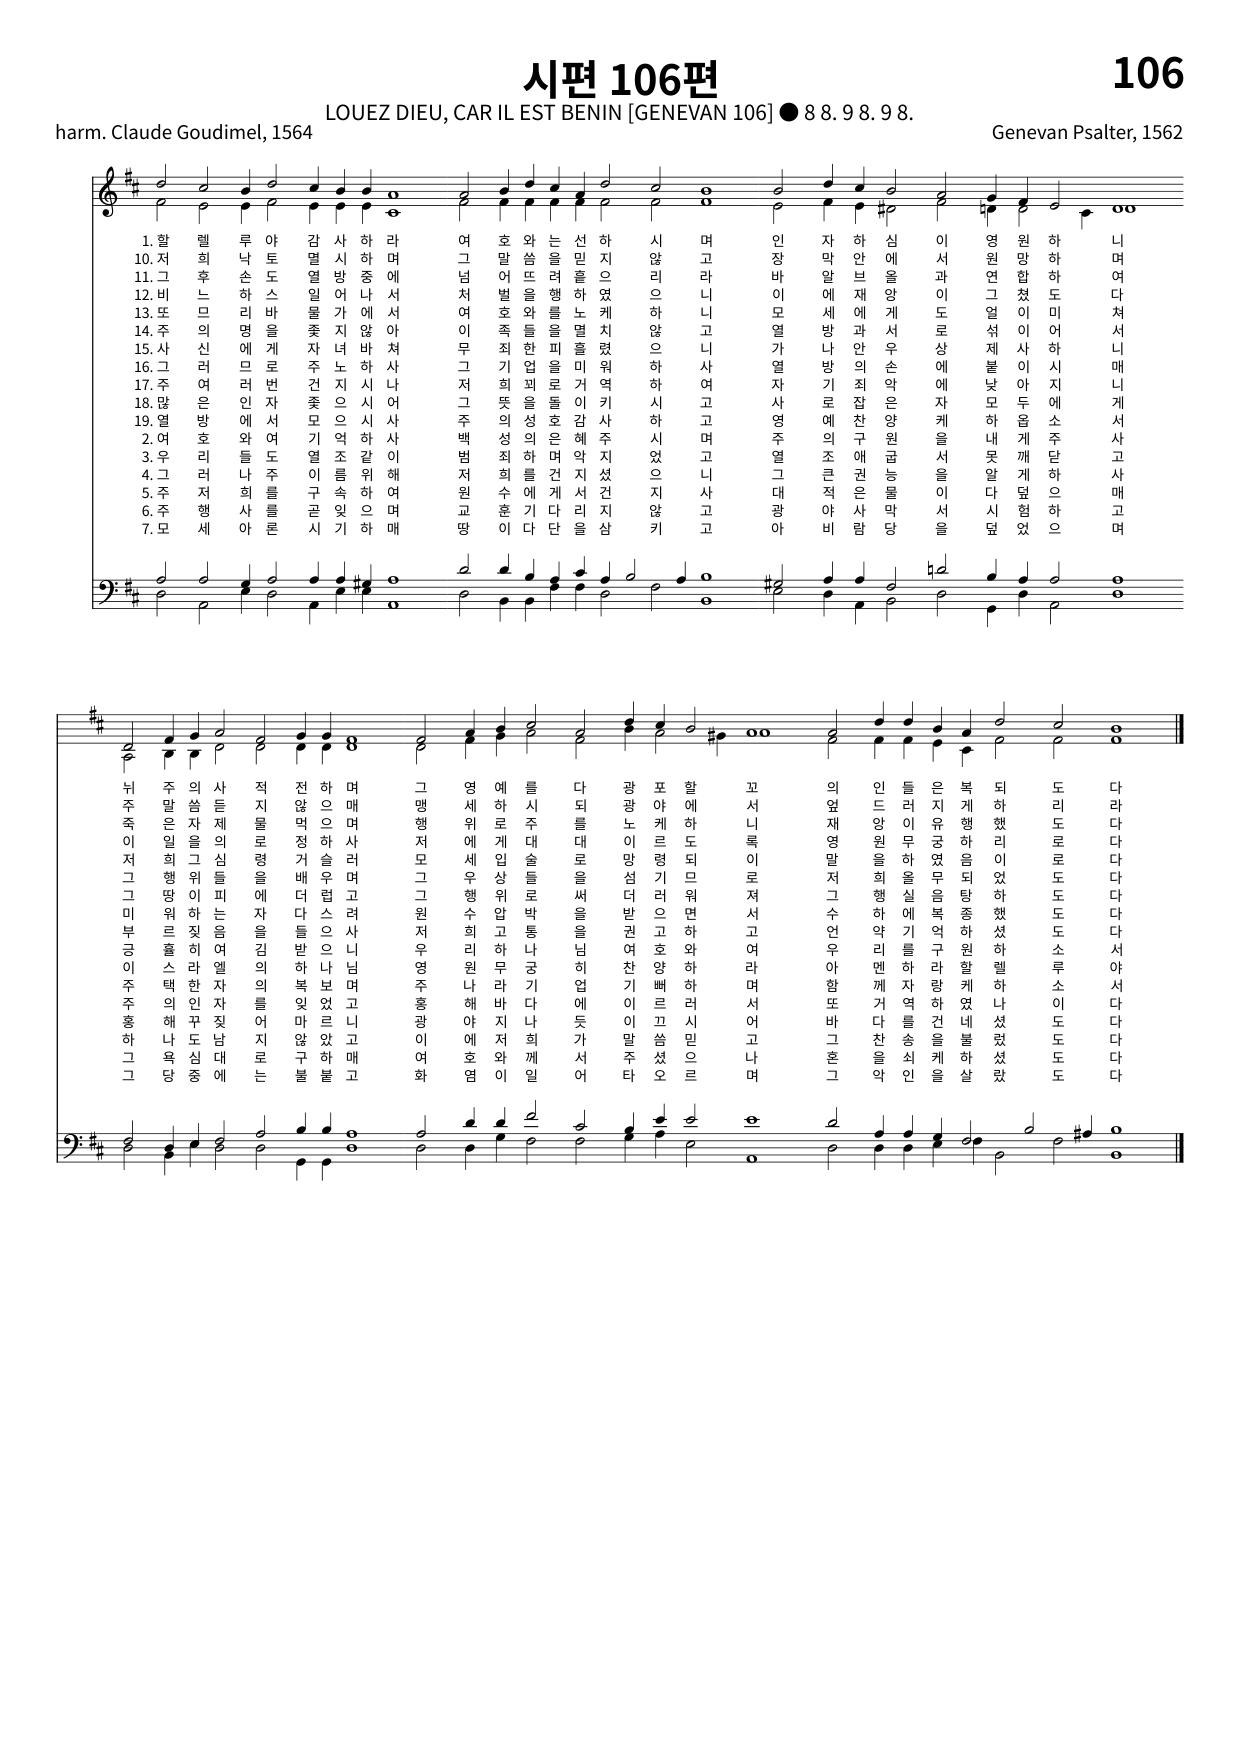 시편 106편
106
LOUEZ DIEU, CAR IL EST BENIN [GENEVAN 106] ● 8 8. 9 8. 9 8.
harm. Claude Goudimel, 1564
Genevan Psalter, 1562
1. 할 렐 루 야 감 사 하 라 여 호 와 는 선 하 시 며 인 자 하 심 이 영 원 하 니
10. 저 희 낙 토 멸 시 하 며 그 말 씀 을 믿 지 않 고 장 막 안 에 서 원 망 하 며
11. 그 후 손 도 열 방 중 에 넘 어 뜨 려 흩 으 리 라 바 알 브 올 과 연 합 하 여
12. 비 느 하 스 일 어 나 서 처 벌 을 행 하 였 으 니 이 에 재 앙 이 그 쳤 도 다
13. 또 므 리 바 물 가 에 서 여 호 와 를 노 케 하 니 모 세 에 게 도 얼 이 미 쳐
14. 주 의 명 을 좇 지 않 아 이 족 들 을 멸 치 않 고 열 방 과 서 로 섞 이 어 서
15. 사 신 에 게 자 녀 바 쳐 무 죄 한 피 흘 렸 으 니 가 나 안 우 상 제 사 하 니
16. 그 러 므 로 주 노 하 사 그 기 업 을 미 워 하 사 열 방 의 손 에 붙 이 시 매
17. 주 여 러 번 건 지 시 나 저 희 꾀 로 거 역 하 여 자 기 죄 악 에 낮 아 지 니
18. 많 은 인 자 좇 으 시 어 그 뜻 을 돌 이 키 시 고 사 로 잡 은 자 모 두 에 게
19. 열 방 에 서 모 으 시 사 주 의 성 호 감 사 하 고 영 예 찬 양 케 하 옵 소 서
2. 여 호 와 여 기 억 하 사 백 성 의 은 혜 주 시 며 주 의 구 원 을 내 게 주 사
3. 우 리 들 도 열 조 같 이 범 죄 하 며 악 지 었 고 열 조 애 굽 서 못 깨 닫 고
4. 그 러 나 주 이 름 위 해 저 희 를 건 지 셨 으 니 그 큰 권 능 을 알 게 하 사
5. 주 저 희 를 구 속 하 여 원 수 에 게 서 건 지 사 대 적 은 물 이 다 덮 으 매
6. 주 행 사 를 곧 잊 으 며 교 훈 기 다 리 지 않 고 광 야 사 막 서 시 험 하 고
7. 모 세 아 론 시 기 하 매 땅 이 다 단 을 삼 키 고 아 비 람 당 을 덮 었 으 며
뉘 주 의 사 적 전 하 며 그 영 예 를 다 광 포 할 꼬 의 인 들 은 복 되 도 다
주 말 씀 듣 지 않 으 매 맹 세 하 시 되 광 야 에 서 엎 드 러 지 게 하 리 라
죽 은 자 제 물 먹 으 며 행 위 로 주 를 노 케 하 니 재 앙 이 유 행 했 도 다
이 일 을 의 로 정 하 사 저 에 게 대 대 이 르 도 록 영 원 무 궁 하 리 로 다
저 희 그 심 령 거 슬 러 모 세 입 술 로 망 령 되 이 말 을 하 였 음 이 로 다
그 행 위 들 을 배 우 며 그 우 상 들 을 섬 기 므 로 저 희 올 무 되 었 도 다
그 땅 이 피 에 더 럽 고 그 행 위 로 써 더 러 워 져 그 행 실 음 탕 하 도 다
미 워 하 는 자 다 스 려 원 수 압 박 을 받 으 면 서 수 하 에 복 종 했 도 다
부 르 짖 음 을 들 으 사 저 희 고 통 을 권 고 하 고 언 약 기 억 하 셨 도 다
긍 휼 히 여 김 받 으 니 우 리 하 나 님 여 호 와 여 우 리 를 구 원 하 소 서
이 스 라 엘 의 하 나 님 영 원 무 궁 히 찬 양 하 라 아 멘 하 라 할 렐 루 야
주 택 한 자 의 복 보 며 주 나 라 기 업 기 뻐 하 며 함 께 자 랑 케 하 소 서
주 의 인 자 를 잊 었 고 홍 해 바 다 에 이 르 러 서 또 거 역 하 였 나 이 다
홍 해 꾸 짖 어 마 르 니 광 야 지 나 듯 이 끄 시 어 바 다 를 건 네 셨 도 다
하 나 도 남 지 않 았 고 이 에 저 희 가 말 씀 믿 고 그 찬 송 을 불 렀 도 다
그 욕 심 대 로 구 하 매 여 호 와 께 서 주 셨 으 나 혼 을 쇠 케 하 셨 도 다
그 당 중 에 는 불 붙 고 화 염 이 일 어 타 오 르 며 그 악 인 을 살 랐 도 다